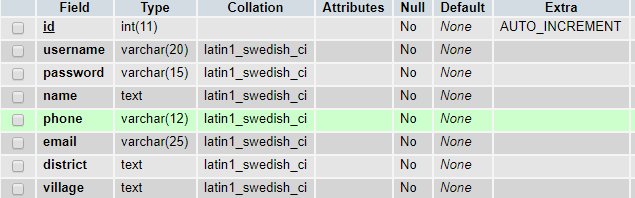 Field Type Collation Attributes Null Default Extra
id int(11) No None AUTO_INCREMENT
username varchar(20) latin1_swedish_ci No None
password varchar(15) latin1_swedish_ci No None
name text latin1_swedish_ci No None
phone varchar(12) latin1_swedish_ci No None
email varchar(25) latin1_swedish_ci No None
district text latin1_swedish_ci No None
village text latin1_swedish_ci No None